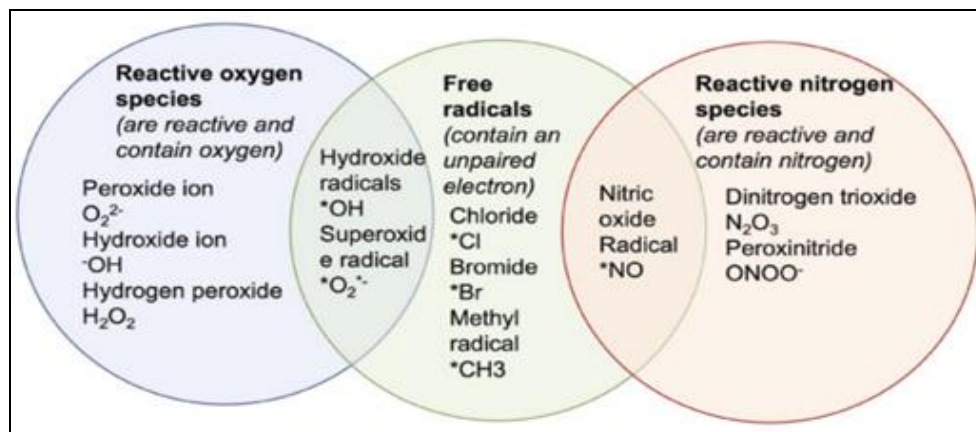 Reactive oxygen
species
(are reactive and
contain oxygen)
Peroxide ion
O₂²⁻
Hydroxide ion
⁻OH
Hydrogen peroxide
H₂O₂
Hydroxide
radicals
*OH
Superoxid
e radical
*O₂*⁻
Free
radicals
(contain an
unpaired
electron)
Chloride
*Cl
Bromide
*Br
Methyl
radical
*CH3
Nitric
oxide
Radical
*NO
Reactive nitrogen
species
(are reactive and
contain nitrogen)
Dinitrogen trioxide
N₂O₃
Peroxinitride
ONOO⁻